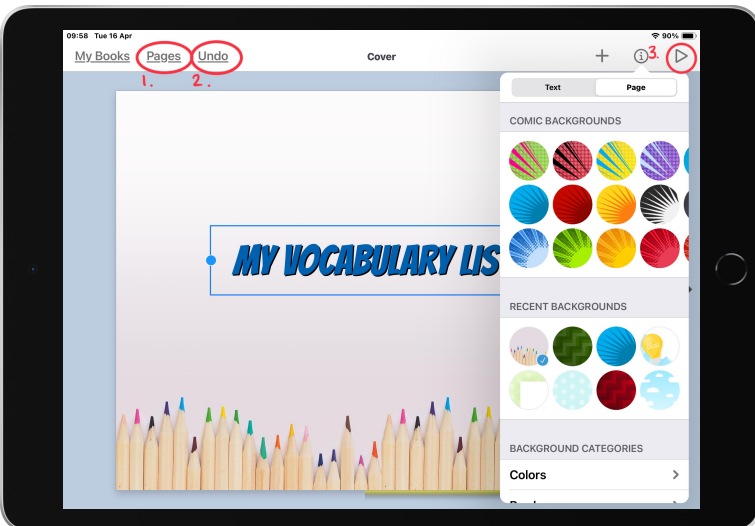 09:58 Tue 16 Apr
90%
My Books Pages Undo
Cover
1. 2. 3.
Text Page
COMIC BACKGROUNDS
MY VOCABULARY LIS
RECENT BACKGROUNDS
BACKGROUND CATEGORIES
Colors